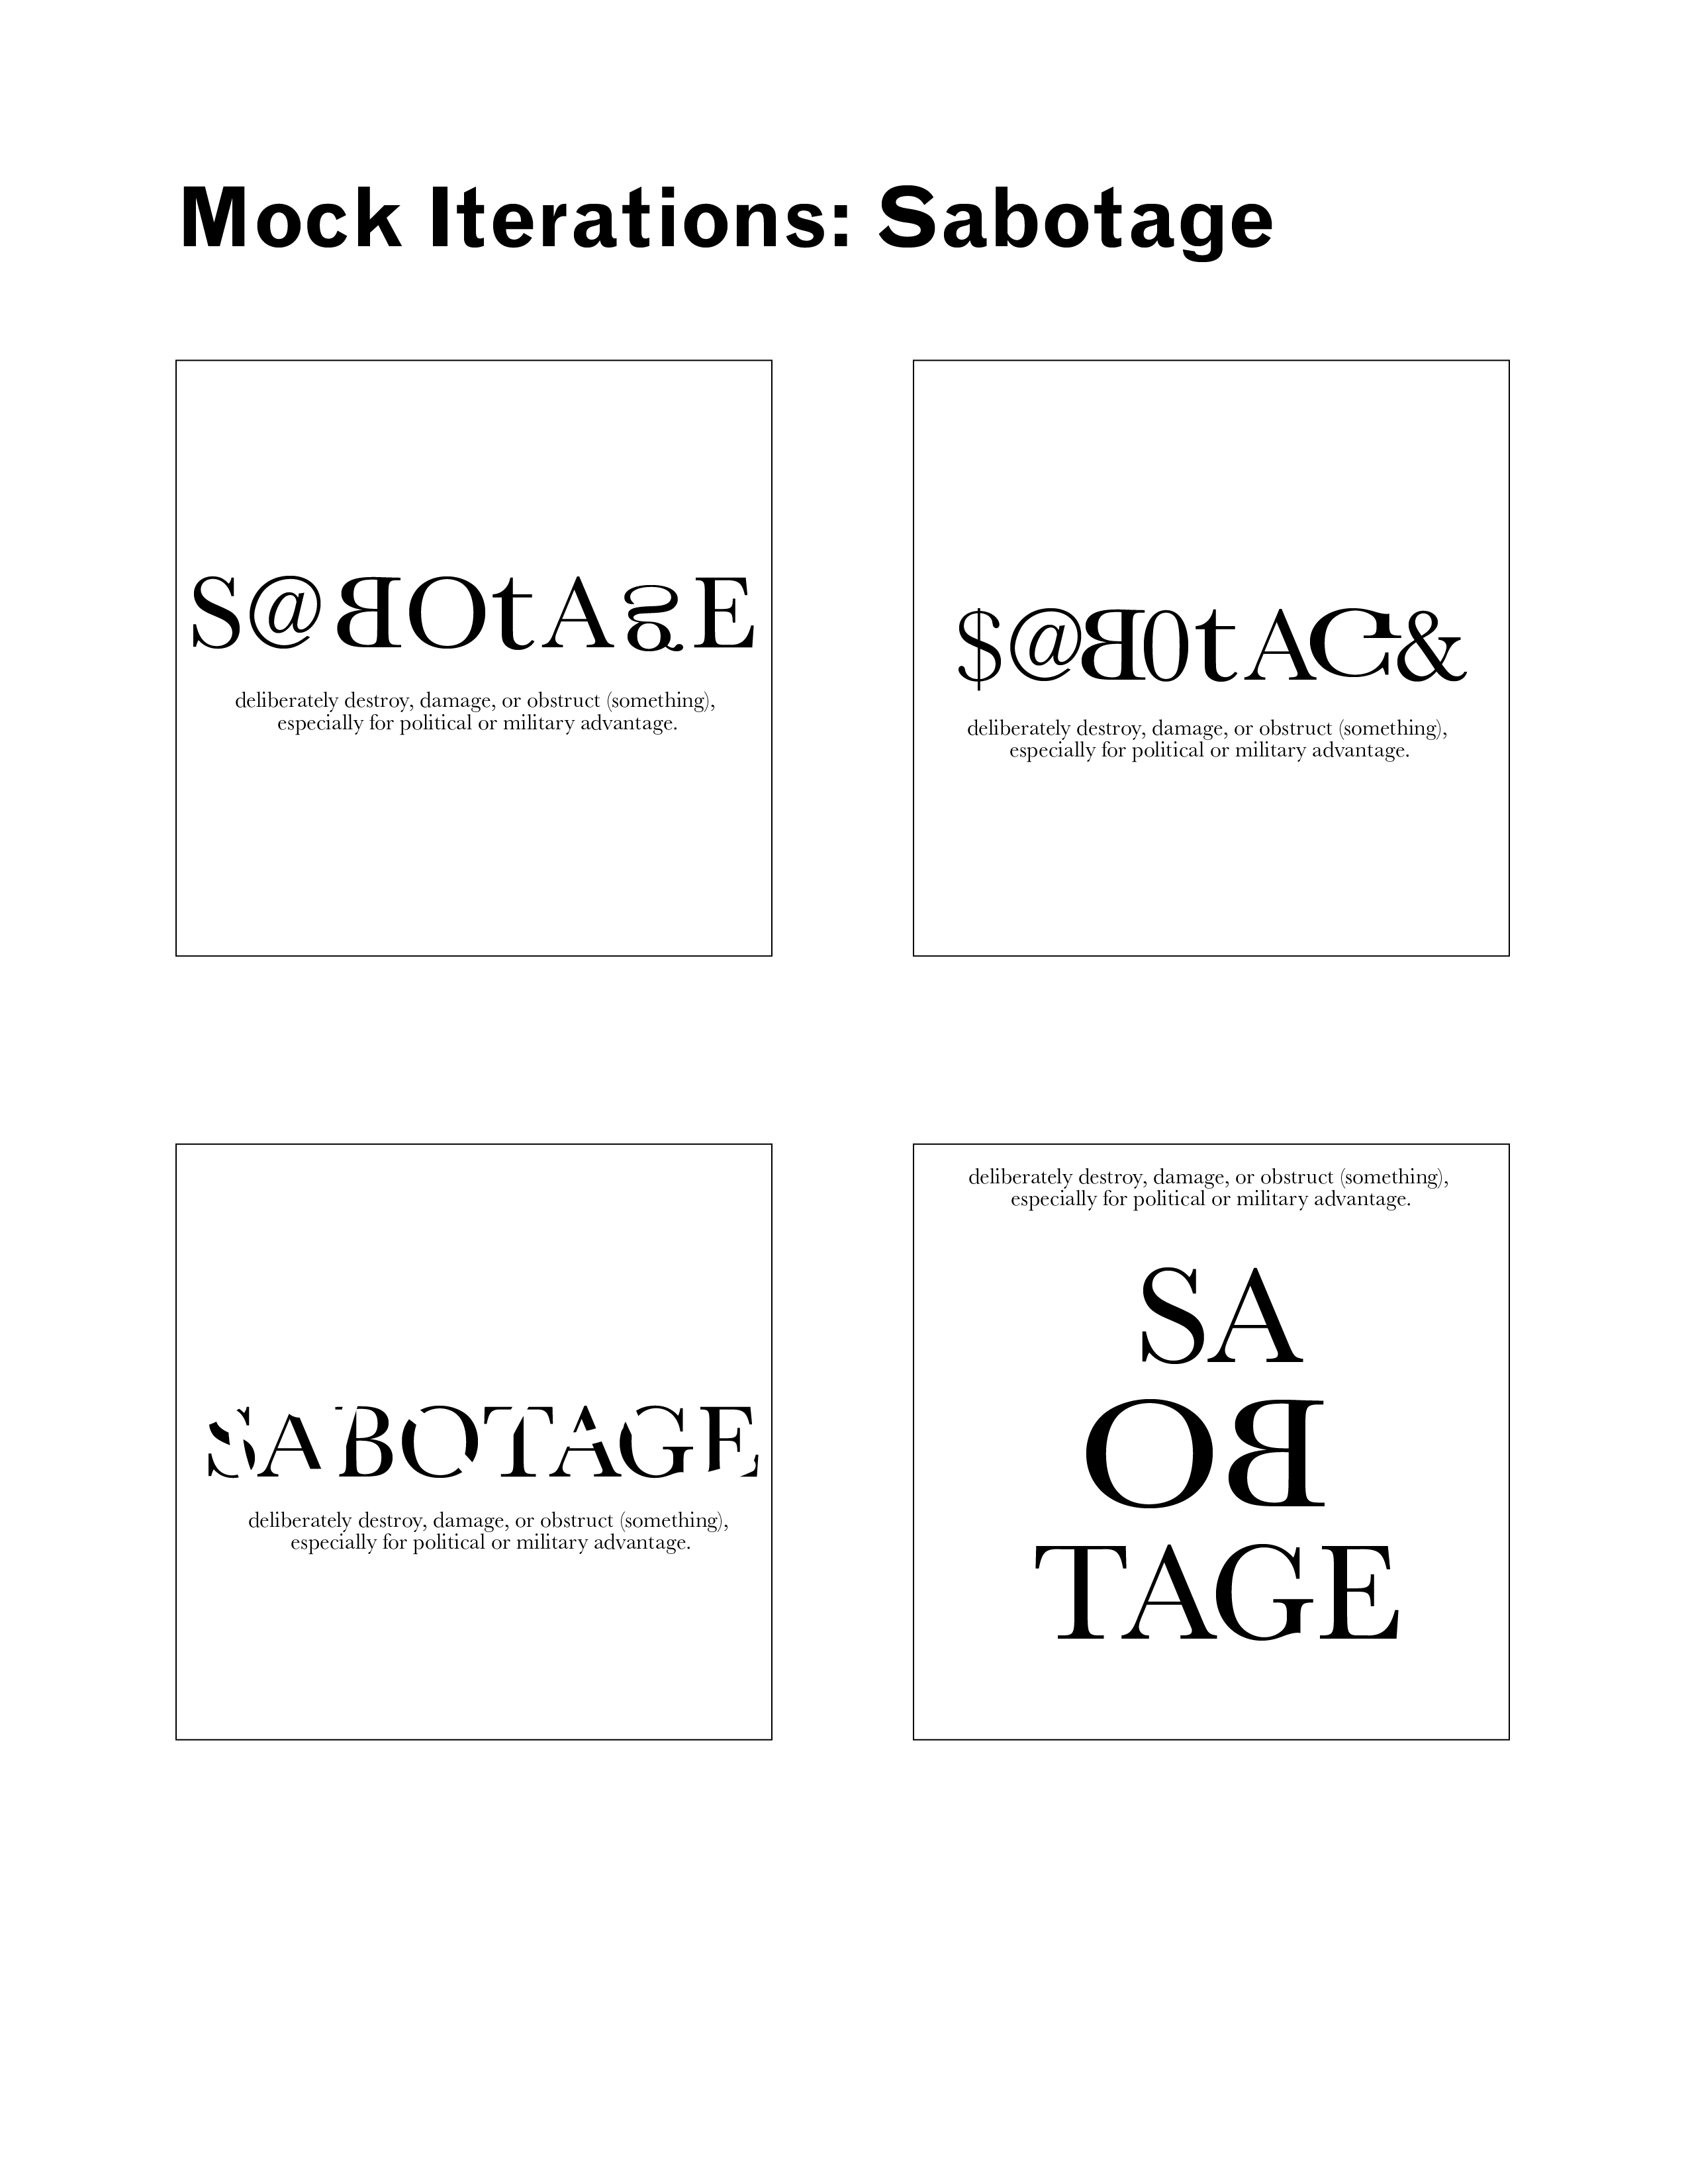 Mock Iterations: Sabotage
S@BOtAgE
deliberately destroy, damage, or obstruct (something),
especially for political or military advantage.
$@B0tAG&
deliberately destroy, damage, or obstruct (something),
especially for political or military advantage.
SABOTAGE
deliberately destroy, damage, or obstruct (something),
especially for political or military advantage.
deliberately destroy, damage, or obstruct (something),
especially for political or military advantage.
SA
OB
TAGE